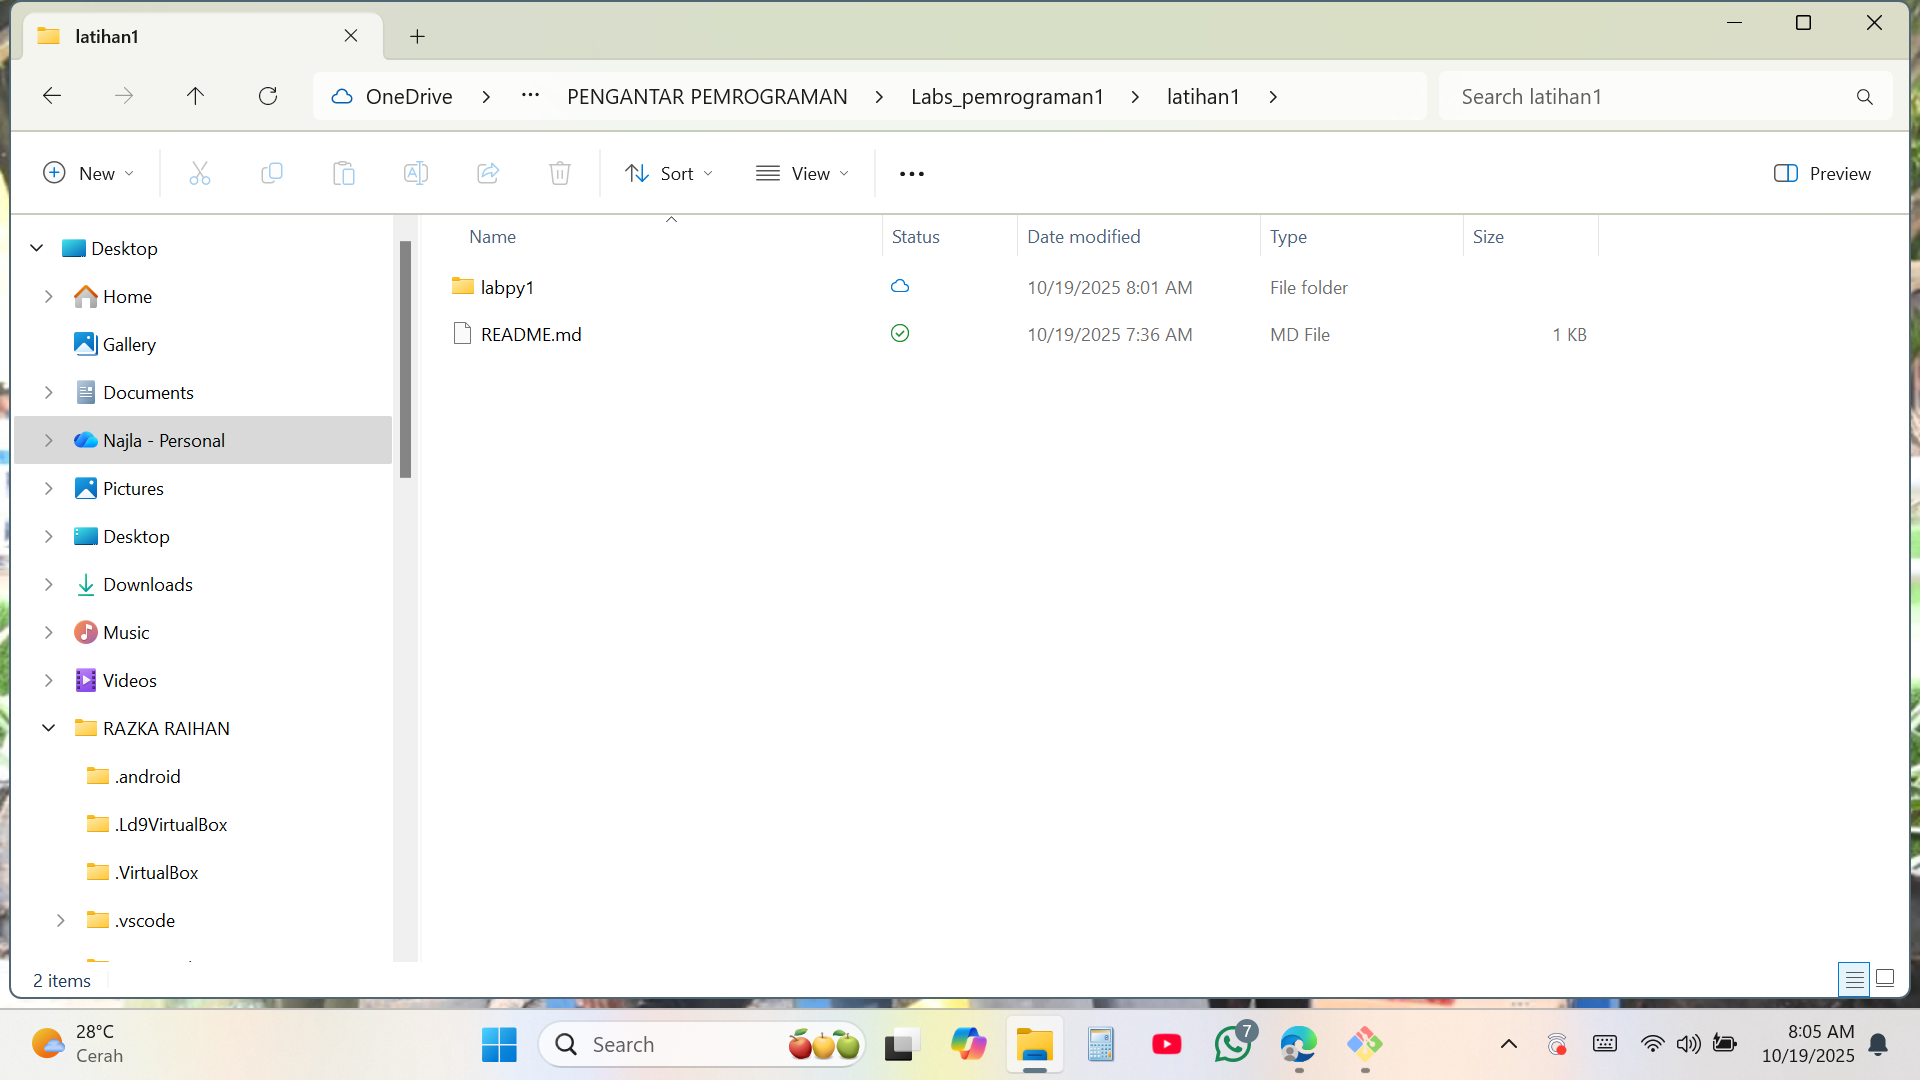 latihan1
OneDrive
PENGANTAR PEMROGRAMAN
Labs_pemrograman1
latihan1
Search latihan1
New
Sort
View
Preview
Desktop
Home
Gallery
Documents
Najla - Personal
Pictures
Desktop
Downloads
Music
Videos
RAZKA RAIHAN
.android
.Ld9VirtualBox
.VirtualBox
.vscode
Name Status Date modified Type Size
labpy1 10/19/2025 8:01 AM File folder
README.md 10/19/2025 7:36 AM MD File 1 KB
2 items
28°C
Cerah
Search
7
8:05 AM
10/19/2025